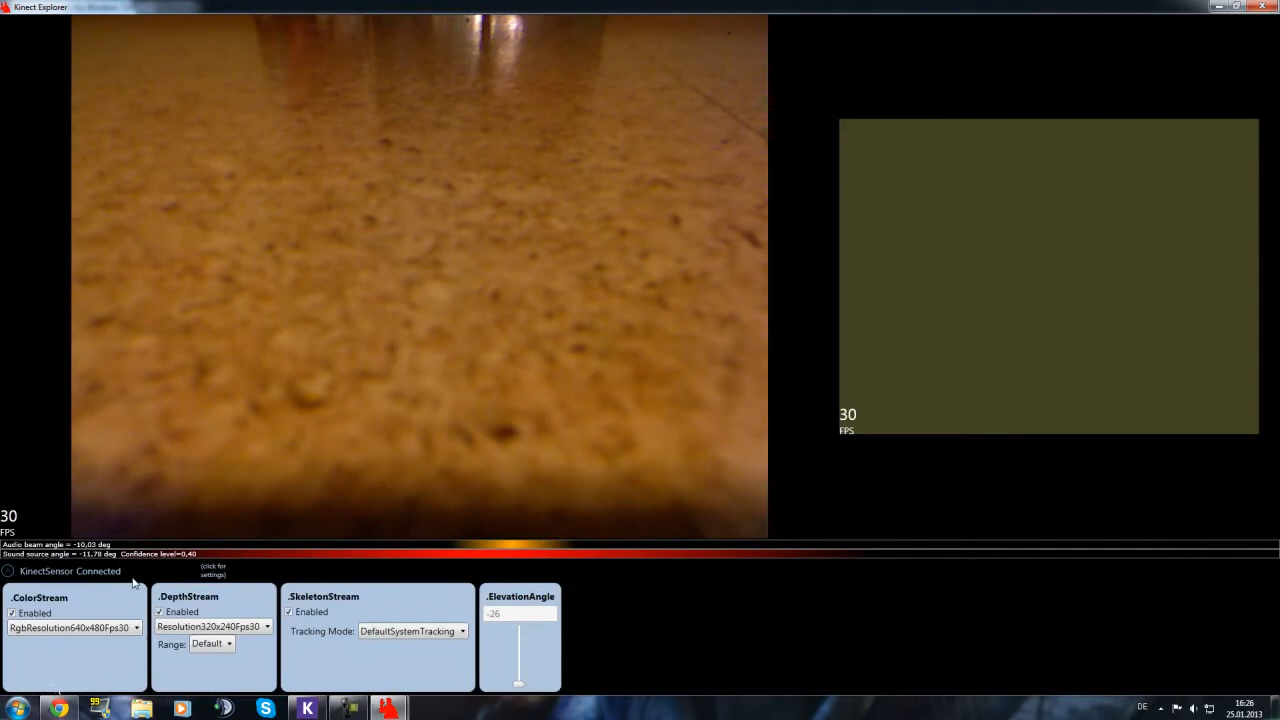 Kinect Explorer
30
FPS
30
FPS
Audio beam angle = -10,03 deg
Sound source angle = -11,78 deg Confidence level=0,40
KinectSensor Connected
(click for
settings)
.ColorStream
Enabled
RgbResolution640x480Fps30
.DepthStream
Enabled
Resolution320x240Fps30
Range: Default
.SkeletonStream
Enabled
Tracking Mode: DefaultSystemTracking
.ElevationAngle
-26
99
K
S
DE
16:26
25.01.2013